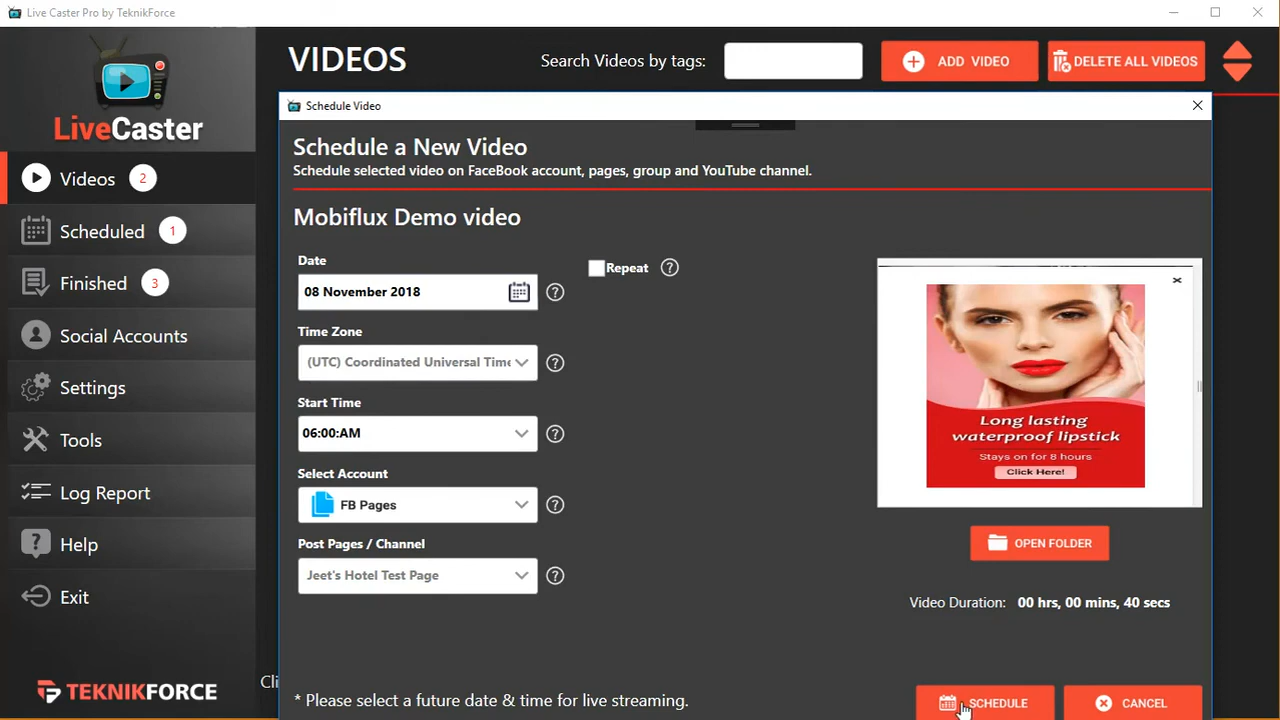 Live Caster Pro by TeknikForce
LiveCaster
Videos 2
Scheduled 1
Finished 3
Social Accounts
Settings
Tools
Log Report
Help
Exit
TEKNIKFORCE
VIDEOS
Search Videos by tags:
ADD VIDEO
DELETE ALL VIDEOS
Schedule Video
Schedule a New Video
Schedule selected video on FaceBook account, pages, group and YouTube channel.
Mobiflux Demo video
Date
08 November 2018
Repeat
Time Zone
(UTC) Coordinated Universal Time
Start Time
06:00:AM
Select Account
FB Pages
Post Pages / Channel
Jeet's Hotel Test Page
Long lasting
waterproof lipstick
Stays on for 8 hours
Click Here!
OPEN FOLDER
Video Duration: 00 hrs, 00 mins, 40 secs
Cli
* Please select a future date & time for live streaming.
SCHEDULE
CANCEL